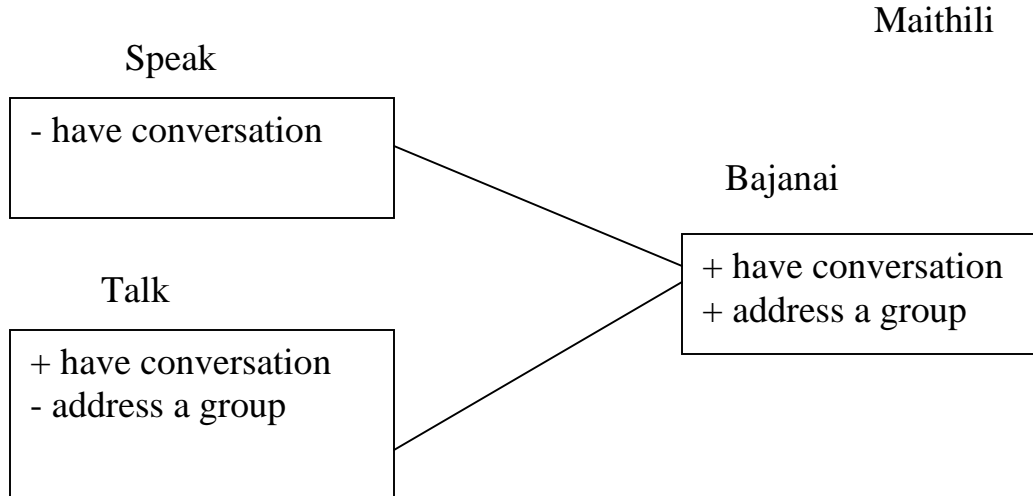 Maithili
Speak
- have conversation
Bajanai
+ have conversation
+ address a group
Talk
+ have conversation
- address a group